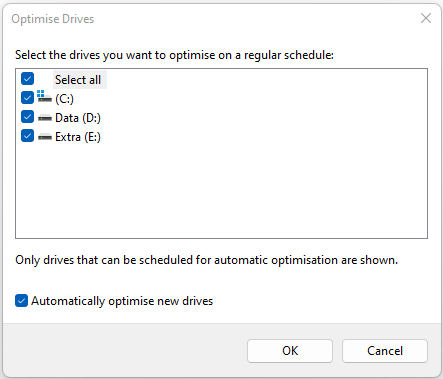 Optimise Drives
Select the drives you want to optimise on a regular schedule:
Select all
(C:)
Data (D:)
Extra (E:)
Only drives that can be scheduled for automatic optimisation are shown.
Automatically optimise new drives
OK Cancel